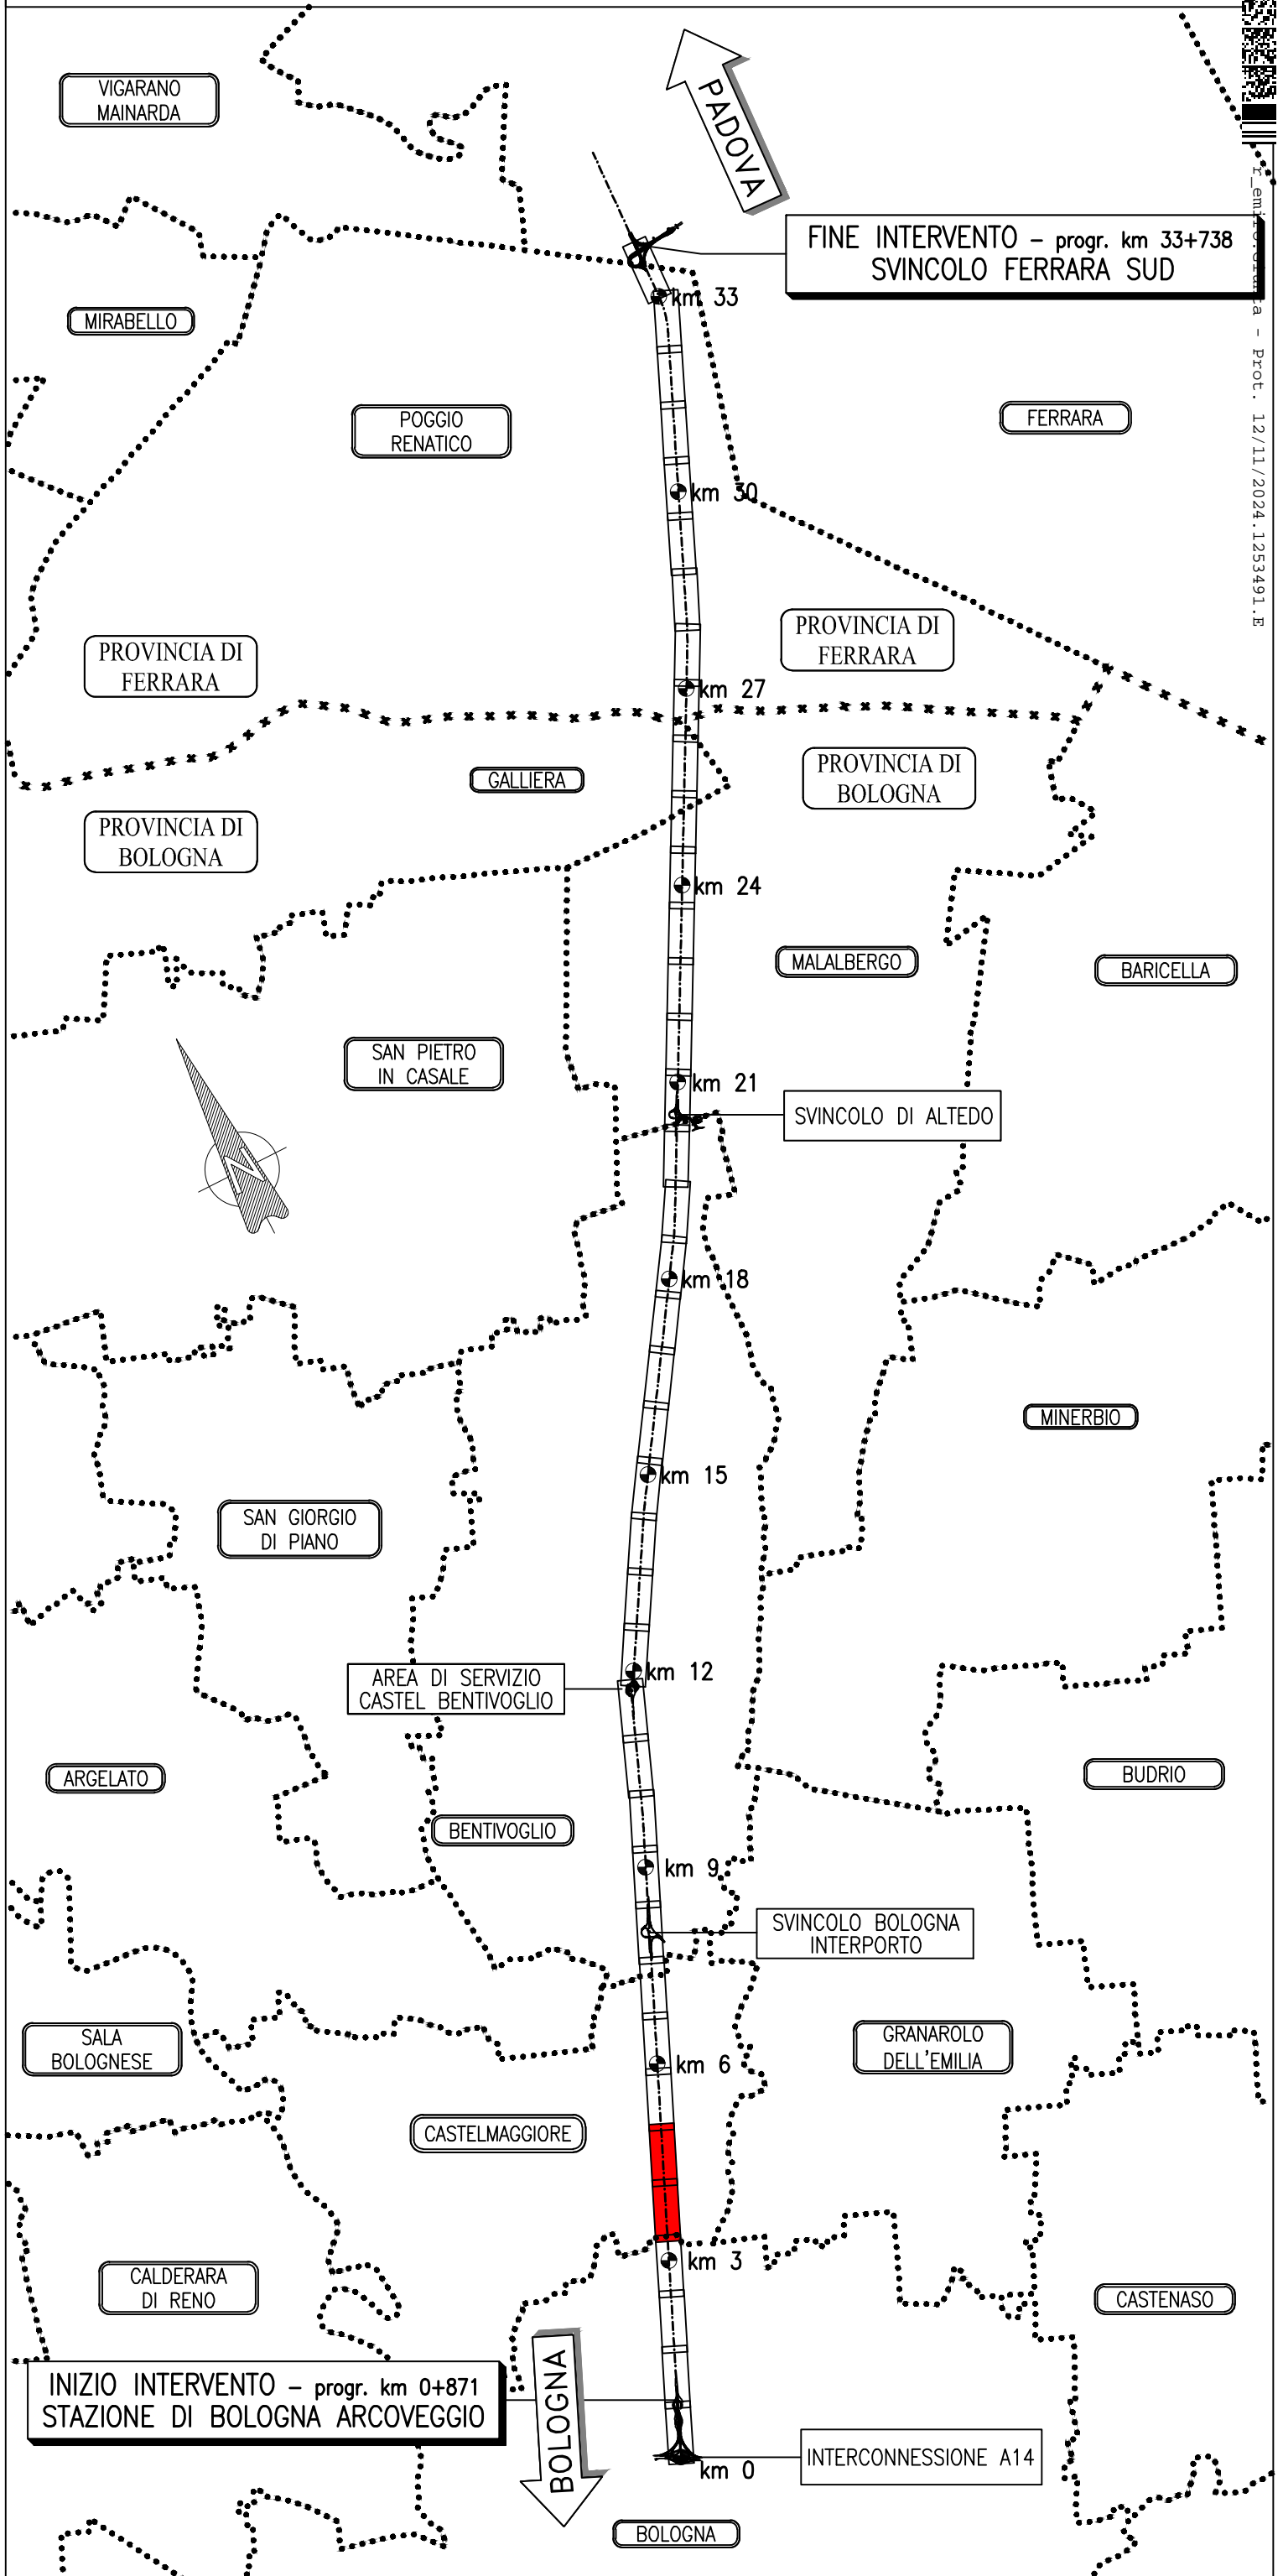 VIGARANO
MAINARDA
PADOVA
FINE INTERVENTO – progr. km 33+738
SVINCOLO FERRARA SUD
km 33
MIRABELLO
POGGIO
RENATICO
FERRARA
- Prot. 12/11/2024.1253491.E
km 30
PROVINCIA DI
FERRARA
PROVINCIA DI
FERRARA
km 27
GALLIERA
PROVINCIA DI
BOLOGNA
PROVINCIA DI
BOLOGNA
km 24
MALALBERGO
BARICELLA
SAN PIETRO
IN CASALE
km 21
SVINCOLO DI ALTEDO
N
km 18
MINERBIO
km 15
SAN GIORGIO
DI PIANO
km 12
AREA DI SERVIZIO
CASTEL BENTIVOGLIO
ARGELATO
BUDRIO
BENTIVOGLIO
km 9
SVINCOLO BOLOGNA
INTERPORTO
SALA
BOLOGNESE
GRANAROLO
DELL'EMILIA
km 6
CASTELMAGGIORE
km 3
CALDERARA
DI RENO
CASTENASO
INIZIO INTERVENTO – progr. km 0+871
STAZIONE DI BOLOGNA ARCOVEGGIO
BOLOGNA
INTERCONNESSIONE A14
km 0
BOLOGNA